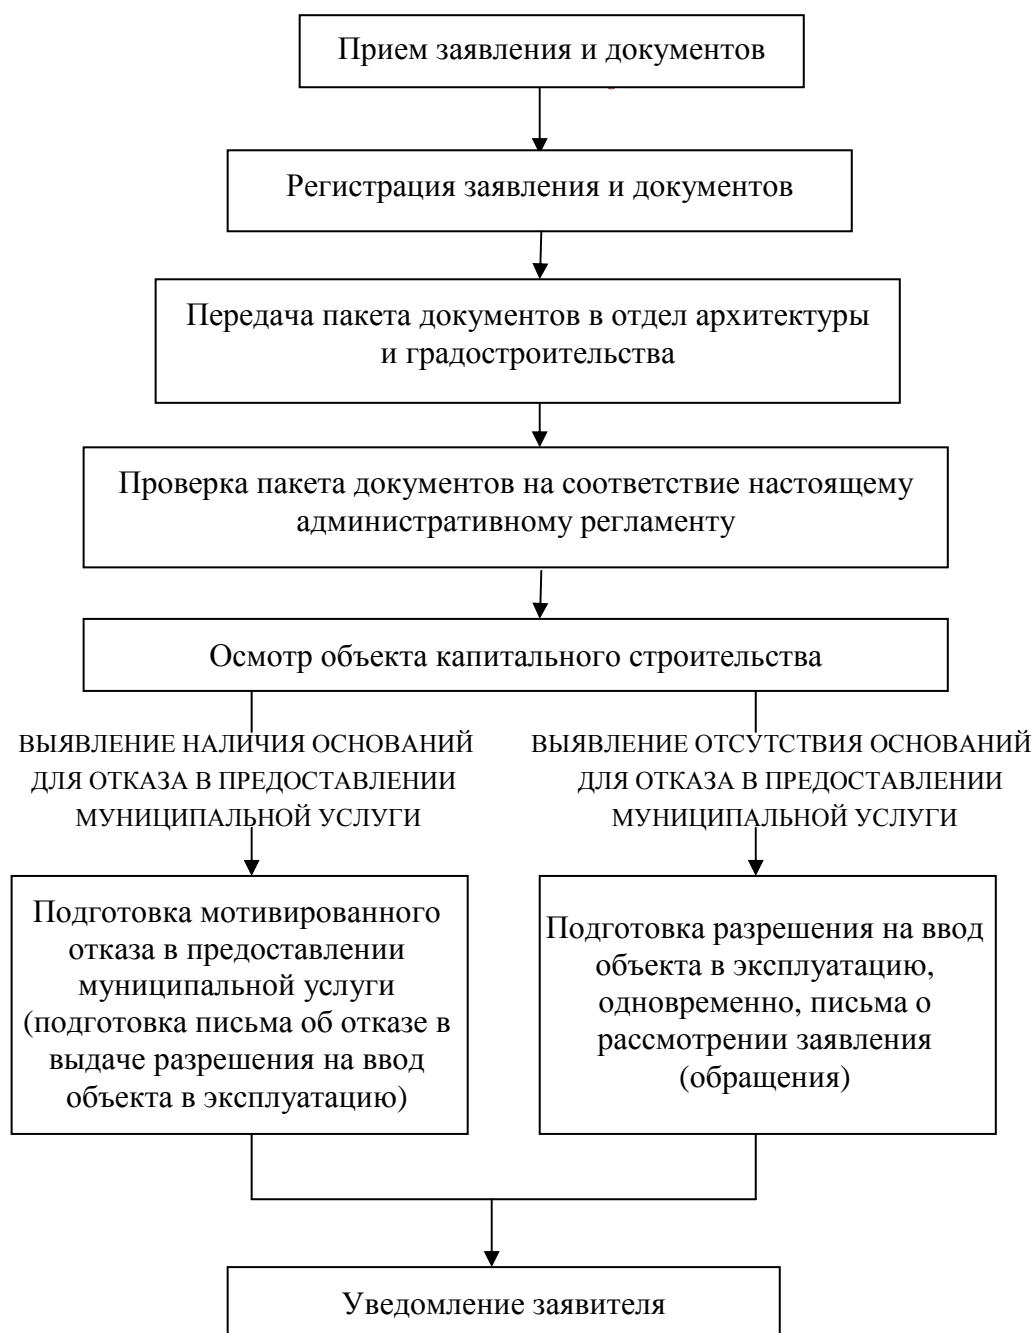 Прием заявления и документов
Регистрация заявления и документов
Передача пакета документов в отдел архитектуры
и градостроительства
Проверка пакета документов на соответствие настоящему
административному регламенту
Осмотр объекта капитального строительства
ВЫЯВЛЕНИЕ НАЛИЧИЯ ОСНОВАНИЙ
ДЛЯ ОТКАЗА В ПРЕДОСТАВЛЕНИИ
МУНИЦИПАЛЬНОЙ УСЛУГИ
ВЫЯВЛЕНИЕ ОТСУТСТВИЯ ОСНОВАНИЙ
ДЛЯ ОТКАЗА В ПРЕДОСТАВЛЕНИИ
МУНИЦИПАЛЬНОЙ УСЛУГИ
Подготовка мотивированного
отказа в предоставлении
муниципальной услуги
(подготовка письма об отказе в
выдаче разрешения на ввод
объекта в эксплуатацию)
Подготовка разрешения на ввод
объекта в эксплуатацию,
одновременно, письма о
рассмотрении заявления
(обращения)
Уведомление заявителя